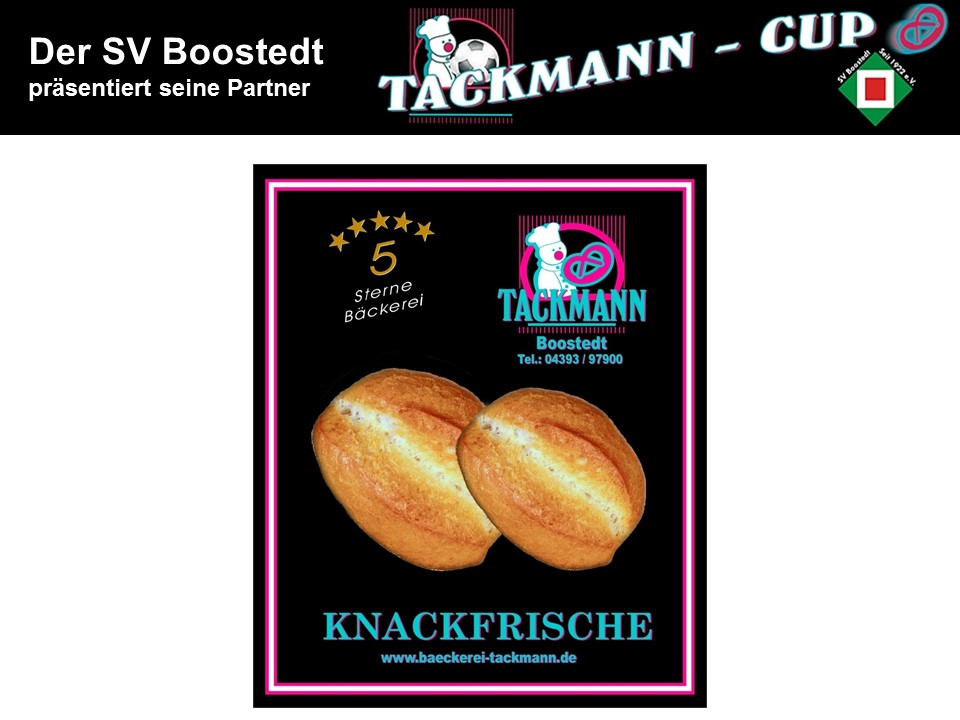 Der SV Boostedt
präsentiert seine Partner
TACKMANN - CUP
SV Boostedt Seit 1922 e.V.
5
Sterne
Bäckerei
TACKMANN
Boostedt
Tel.: 04393 / 97900
KNACKFRISCHE
www.baeckerei-tackmann.de